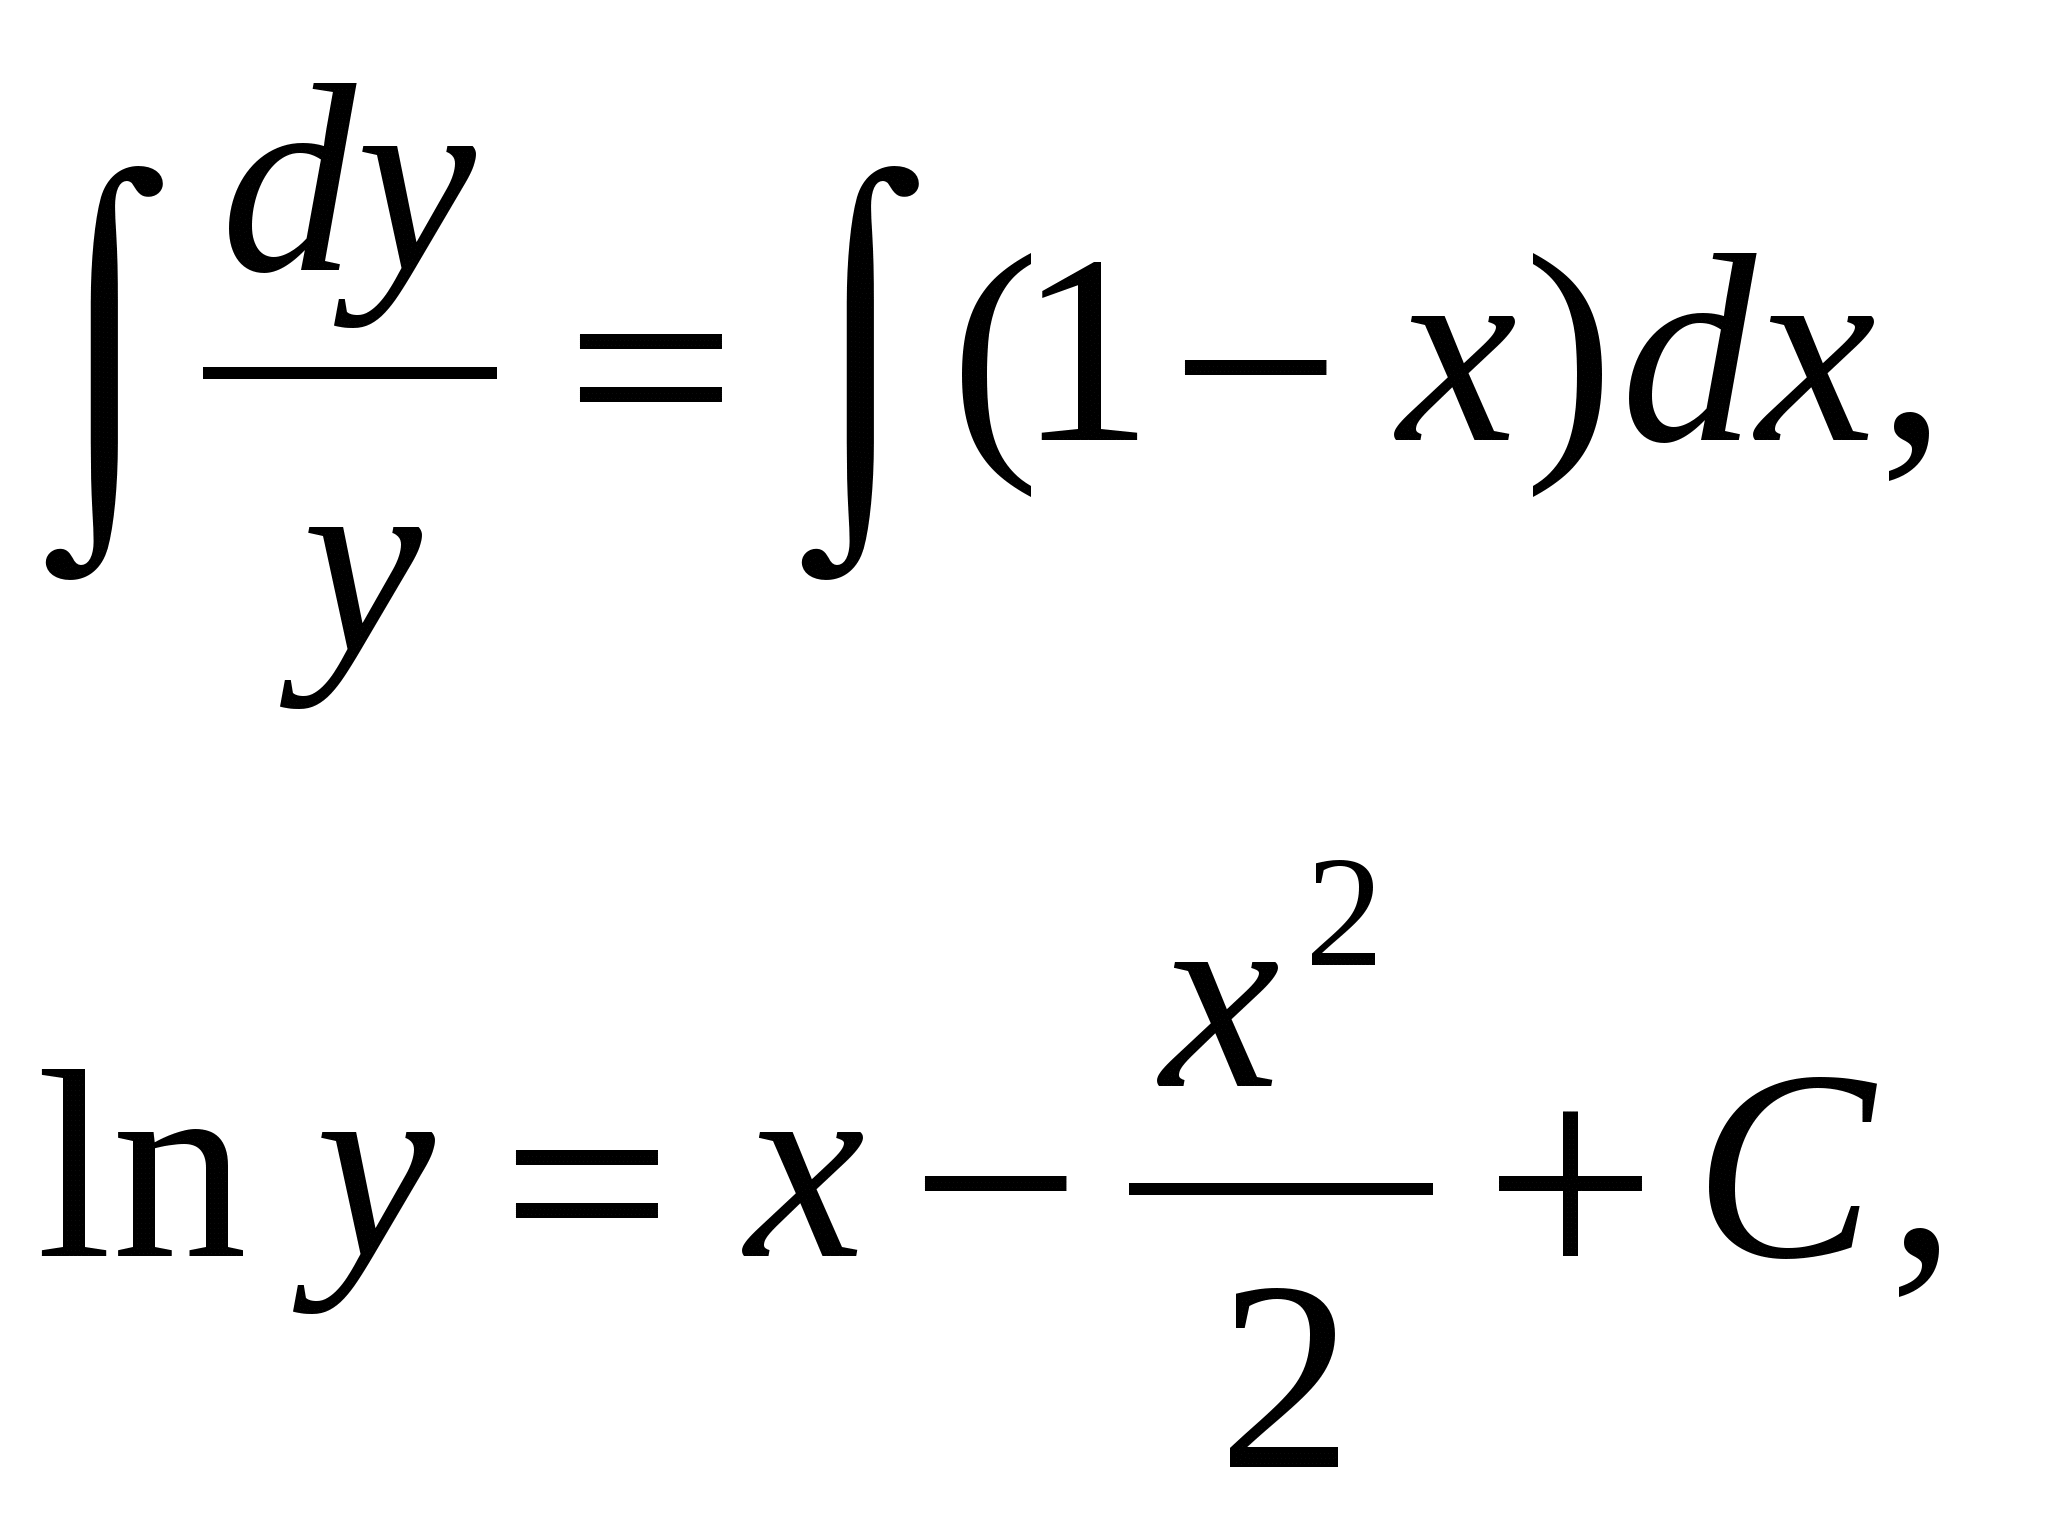 ∫ dy/y = ∫ (1 − x)dx,
ln y = x − x²/2 + C,